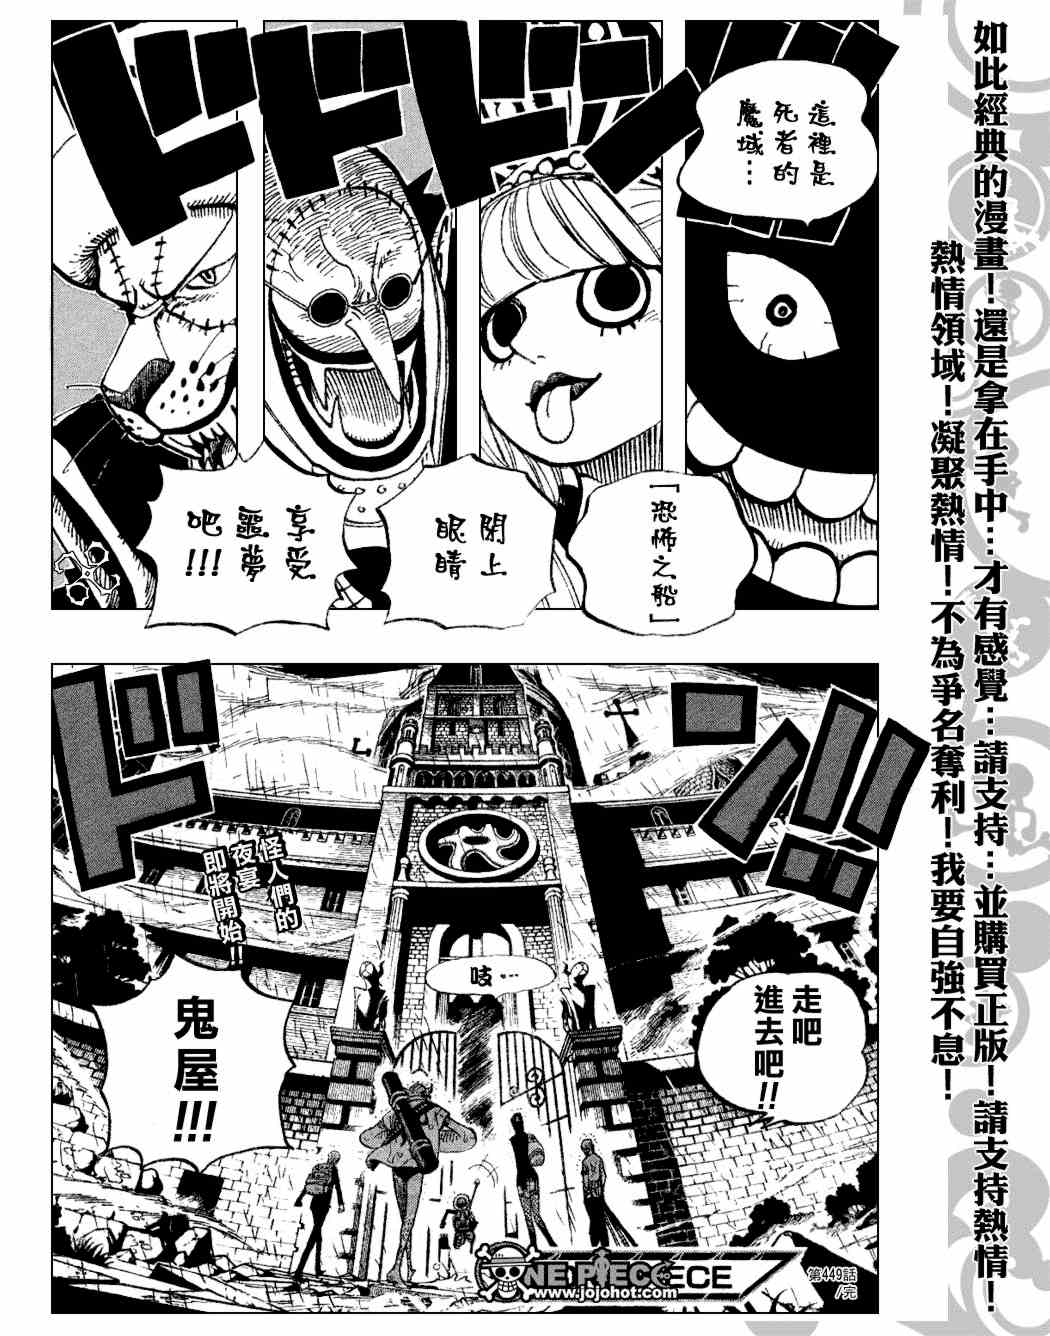 如此經典的漫畫！還是拿在手中…才有感覺…請支持…並購買正版！請支持熱情！
熱情領域！凝聚熱情！不為爭名奪利！我要自強不息！
這裡是
死者的
魔域…
「恐怖之船」
閉上
眼睛
享受
噩夢
吧!!!
ドドドド
ドン!!!
怪人們的
夜宴
即將開始!!
走吧
進去吧!!
吱…
鬼屋!!!
ONE PIECE
www.jojohot.com
第449話
/完